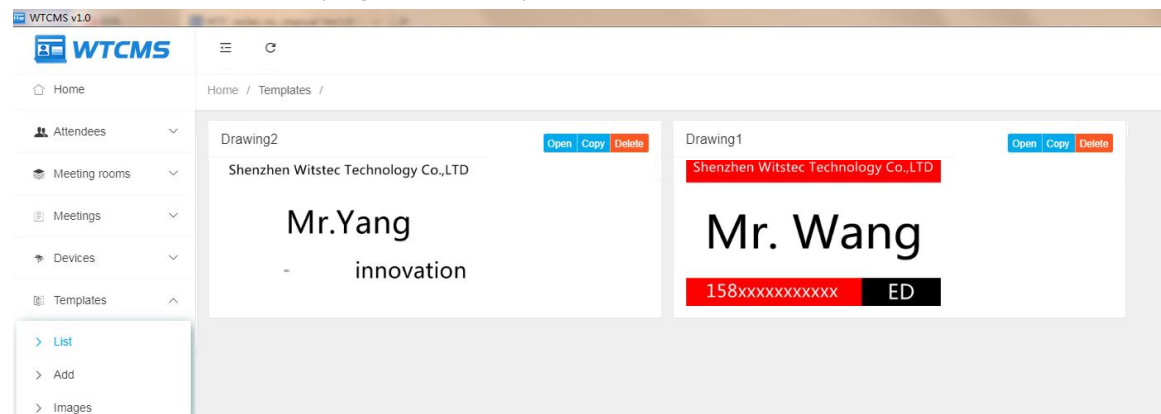 WTCMS v1.0
WTCMS
Home
Attendees
Meeting rooms
Meetings
Devices
Templates
List
Add
Images
Home / Templates /
Drawing2
Open Copy Delete
Shenzhen Witstec Technology Co.,LTD
Mr.Yang
- innovation
Drawing1
Open Copy Delete
Shenzhen Witstec Technology Co.,LTD
Mr. Wang
158xxxxxxxxxxx ED